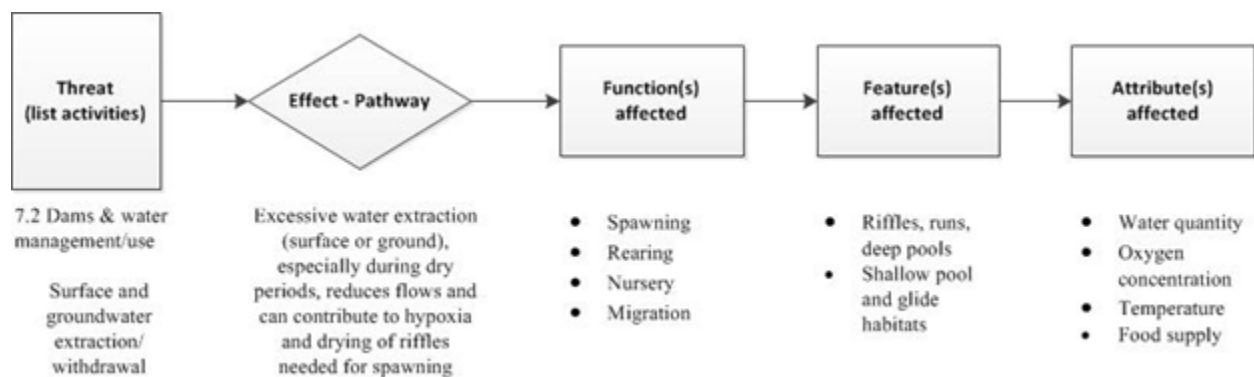 Threat
(list activities)
Effect - Pathway
Function(s)
affected
Feature(s)
affected
Attribute(s)
affected
7.2 Dams & water
management/use
Surface and
groundwater
extraction/
withdrawal
Excessive water extraction
(surface or ground),
especially during dry
periods, reduces flows and
can contribute to hypoxia
and drying of riffles
needed for spawning
• Spawning
• Rearing
• Nursery
• Migration
• Riffles, runs,
deep pools
• Shallow pool
and glide
habitats
• Water quantity
• Oxygen
concentration
• Temperature
• Food supply